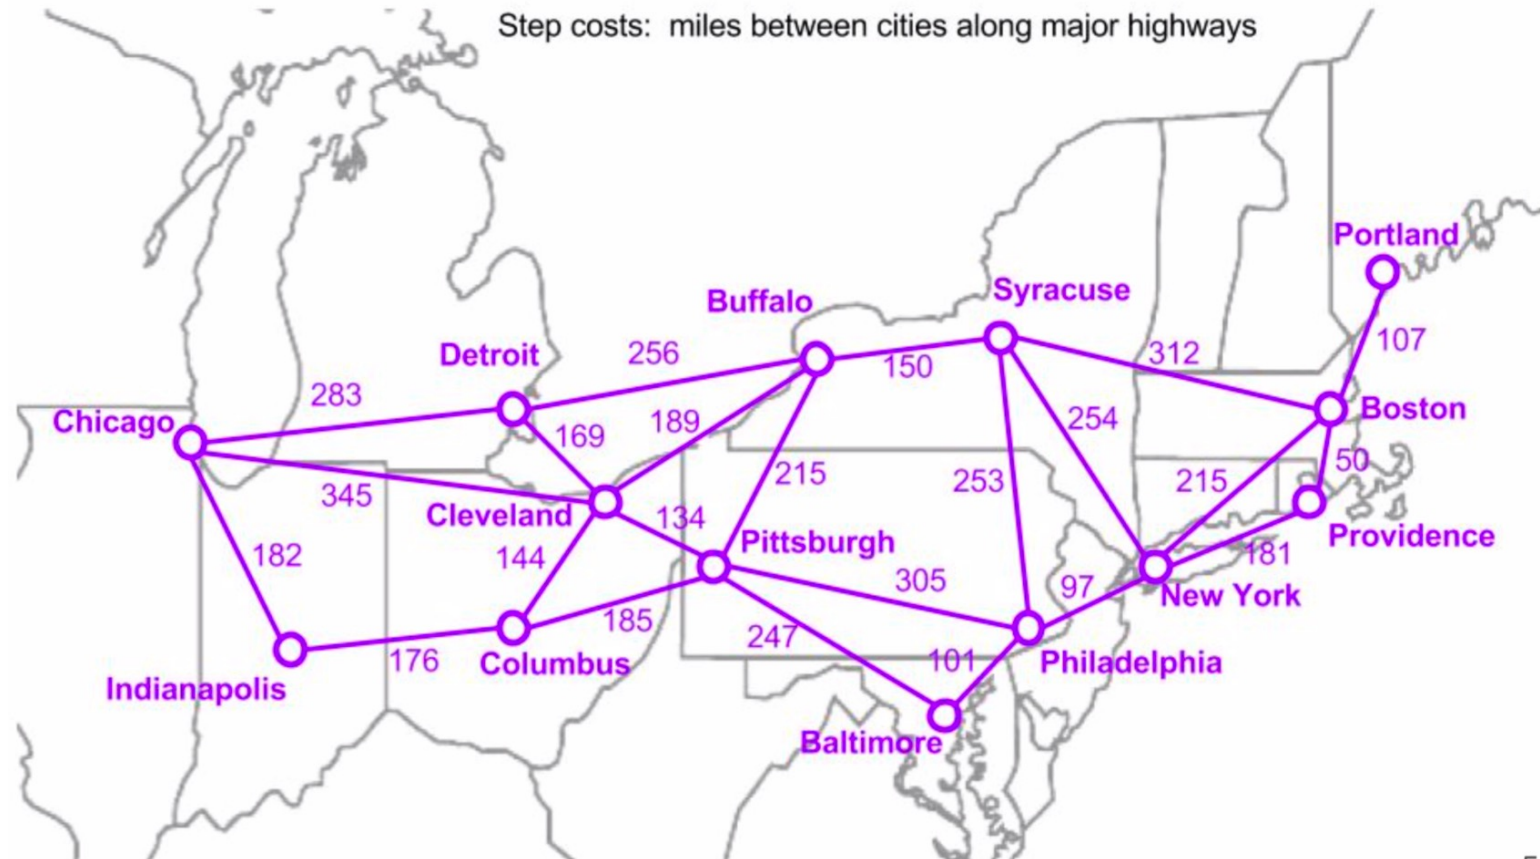 Step costs: miles between cities along major highways
Portland
Syracuse
Buffalo
107
Detroit
256
150
312
283
Chicago
Boston
254
189
169
50
215
253
215
345
Cleveland
134
Pittsburgh
Providence
182
144
181
305
97
New York
185
247
176
Columbus
101
Philadelphia
Indianapolis
Baltimore